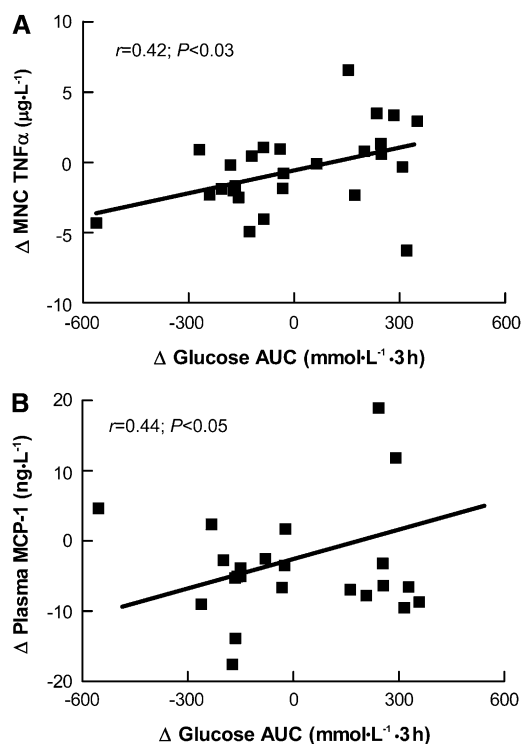 A
r=0.42; P<0.03
Δ MNC TNFα (μg·L⁻¹)
10
5
0
-5
-10
-600 -300 0 300 600
Δ Glucose AUC (mmol·L⁻¹·3h)
B
r=0.44; P<0.05
Δ Plasma MCP-1 (ng·L⁻¹)
20
10
0
-10
-20
-600 -300 0 300 600
Δ Glucose AUC (mmol·L⁻¹·3h)